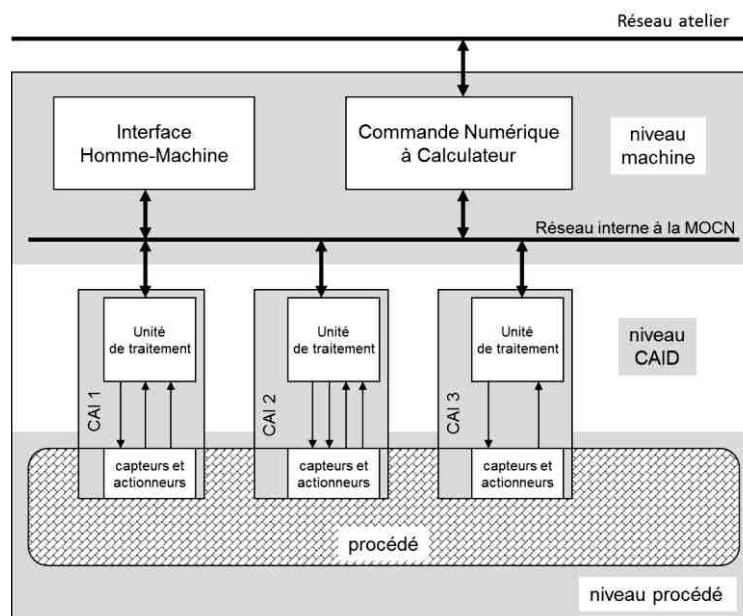 Réseau atelier
Interface
Homme-Machine
Commande Numérique
à Calculateur
niveau
machine
Réseau interne à la MOCN
CAI 1
Unité
de traitement
CAI 2
Unité
de traitement
CAI 3
Unité
de traitement
niveau
CAID
capteurs et
actionneurs
capteurs et
actionneurs
capteurs et
actionneurs
procédé
niveau procédé